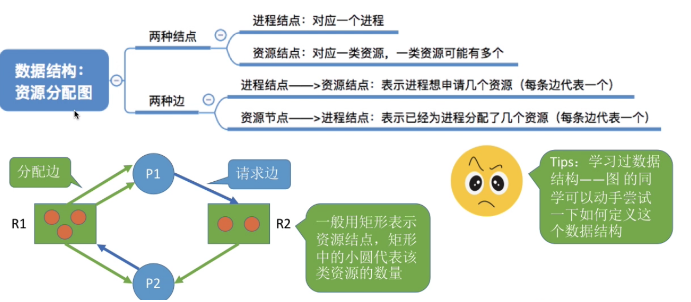 进程结点：对应一个进程
两种结点
资源结点：对应一类资源，一类资源可能有多个
数据结构：
资源分配图
进程结点——>资源结点：表示进程想申请几个资源（每条边代表一个）
两种边
资源节点——>进程结点：表示已经为进程分配了几个资源（每条边代表一个）
分配边
P1
请求边
R1
R2
P2
一般用矩形表示
资源结点，矩形
中的小圆代表该
类资源的数量
Tips：学习过数据
结构——图 的同
学可以动手尝试
一下如何定义这
个数据结构